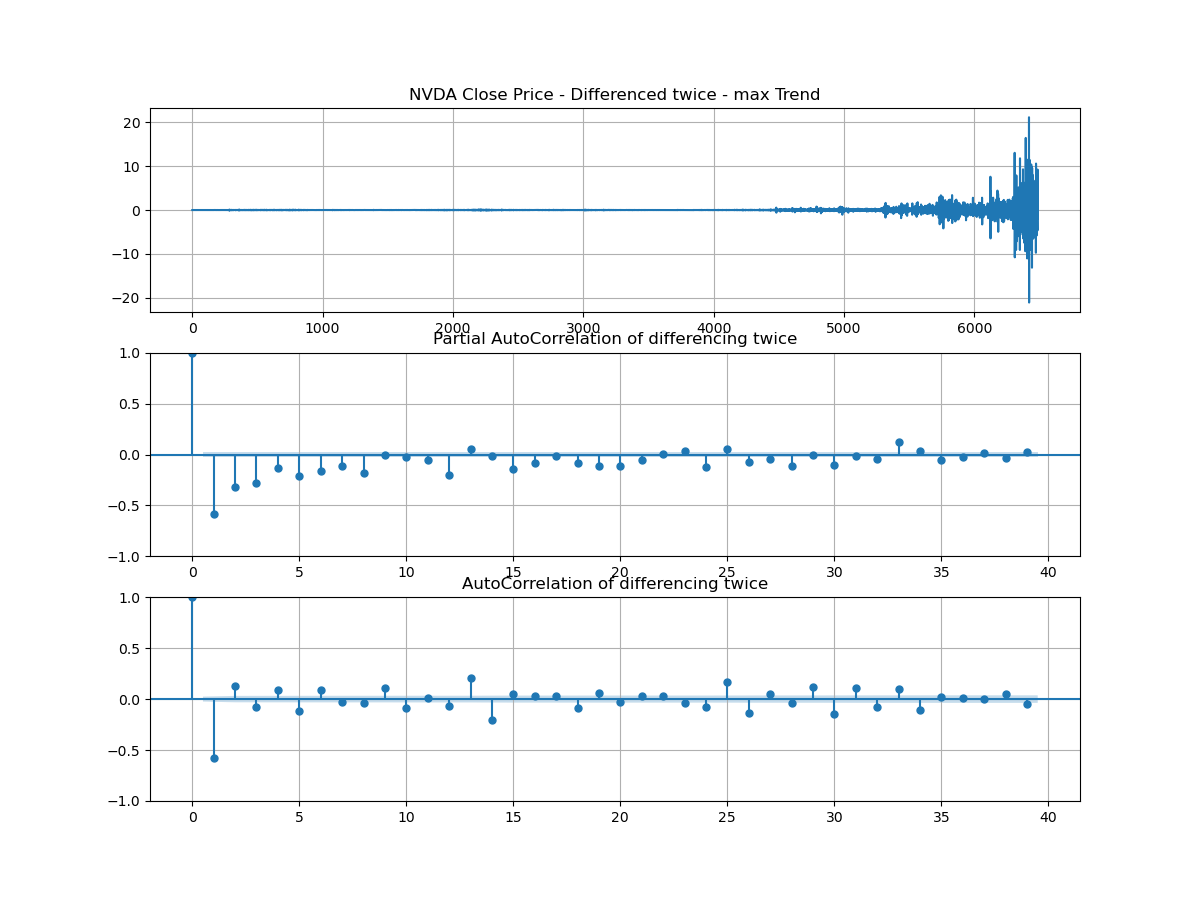 NVDA Close Price - Differenced twice - max Trend
20
10
0
−10
−20
0 1000 2000 3000 4000 5000 6000
Partial AutoCorrelation of differencing twice
1.0
0.5
0.0
−0.5
−1.0
0 5 10 15 20 25 30 35 40
AutoCorrelation of differencing twice
1.0
0.5
0.0
−0.5
−1.0
0 5 10 15 20 25 30 35 40